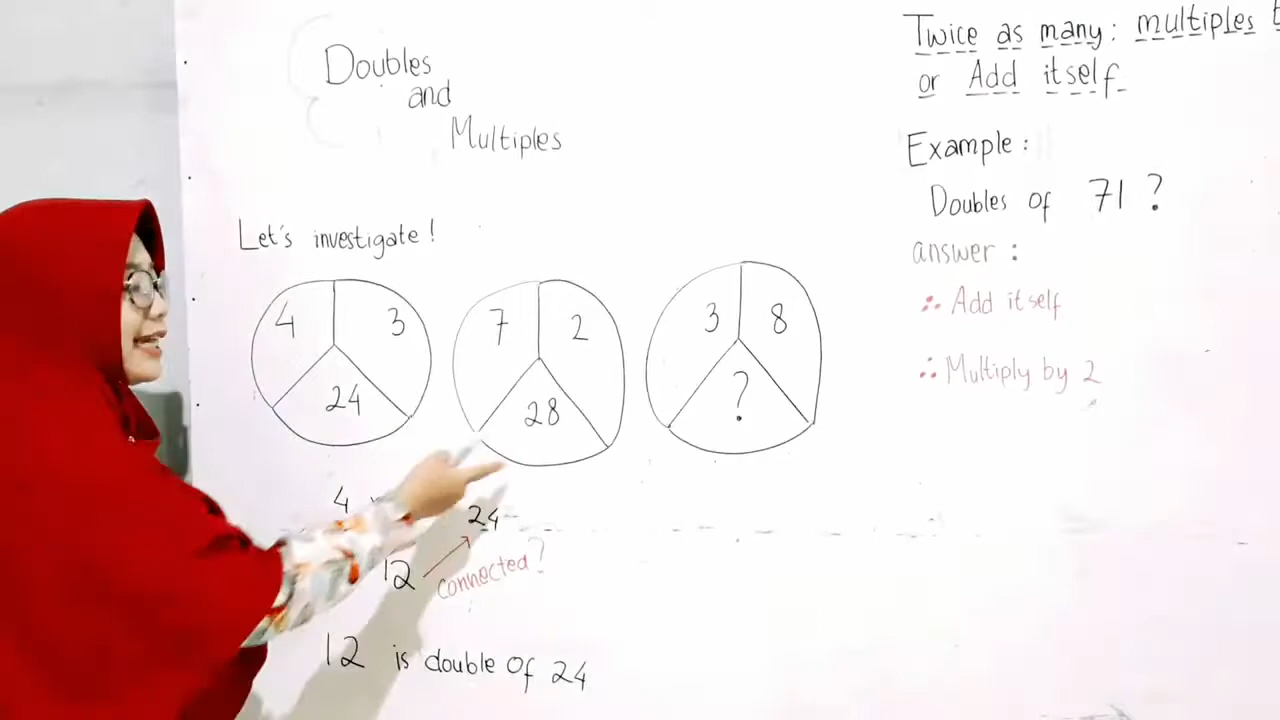 Doubles
and
Multiples
Let's investigate!
4 3
24
7 2
28
3 8
?
4
24
12 connected?
12 is double of 24
Twice as many: multiples
or Add itself.
Example:
Doubles of 71 ?
answer:
∴ Add itself
∴ Multiply by 2